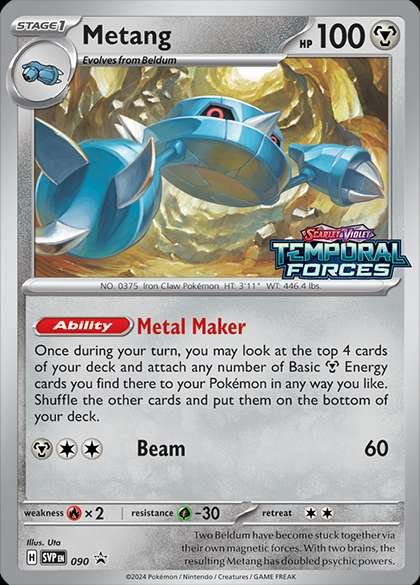 STAGE 1
Metang
HP 100
Evolves from Beldum
SCARLET & VIOLET
TEMPORAL
FORCES
NO. 0375 Iron Claw Pokémon HT: 3'11" WT: 446.4 lbs.
Ability Metal Maker
Once during your turn, you may look at the top 4 cards
of your deck and attach any number of Basic Energy
cards you find there to your Pokémon in any way you like.
Shuffle the other cards and put them on the bottom of
your deck.
Beam 60
weakness ×2 resistance -30 retreat
Illus. Uta
H SVP EN 090
Two Beldum have become stuck together via
their own magnetic forces. With two brains, the
resulting Metang has doubled psychic powers.
©2024 Pokémon / Nintendo / Creatures / GAME FREAK